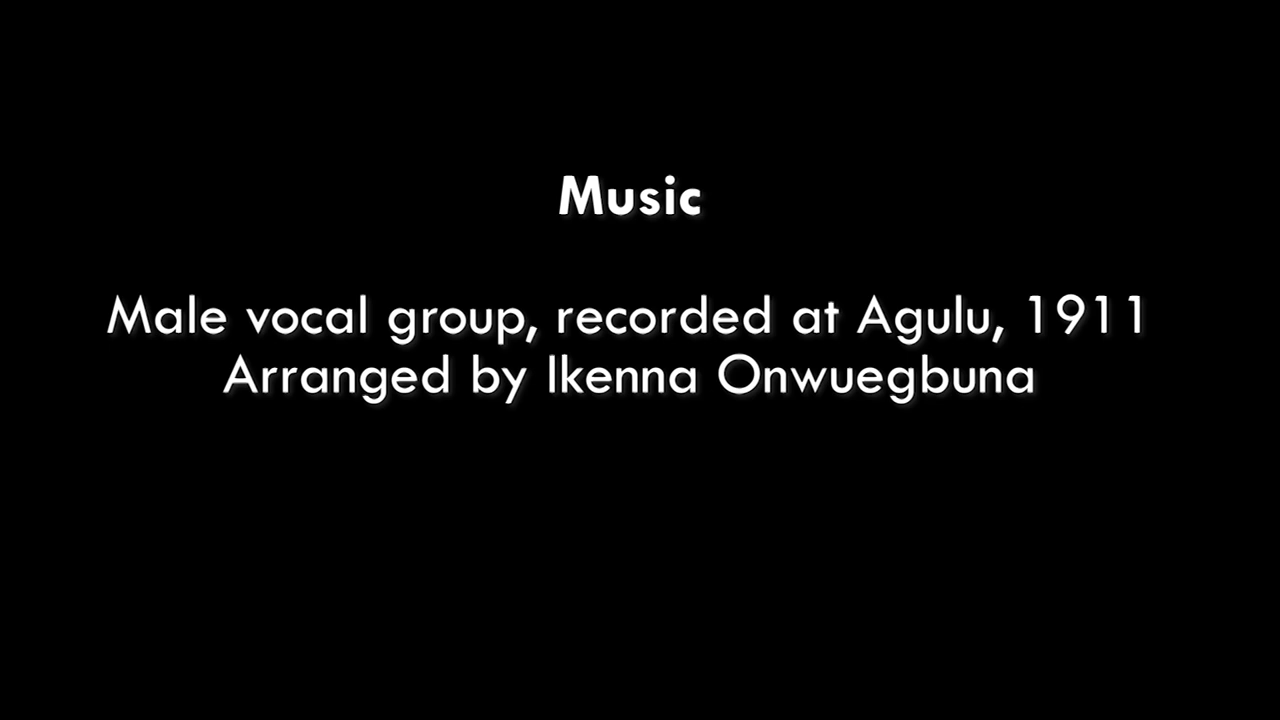 Music
Male vocal group, recorded at Agulu, 1911
Arranged by Ikenna Onwuegbuna